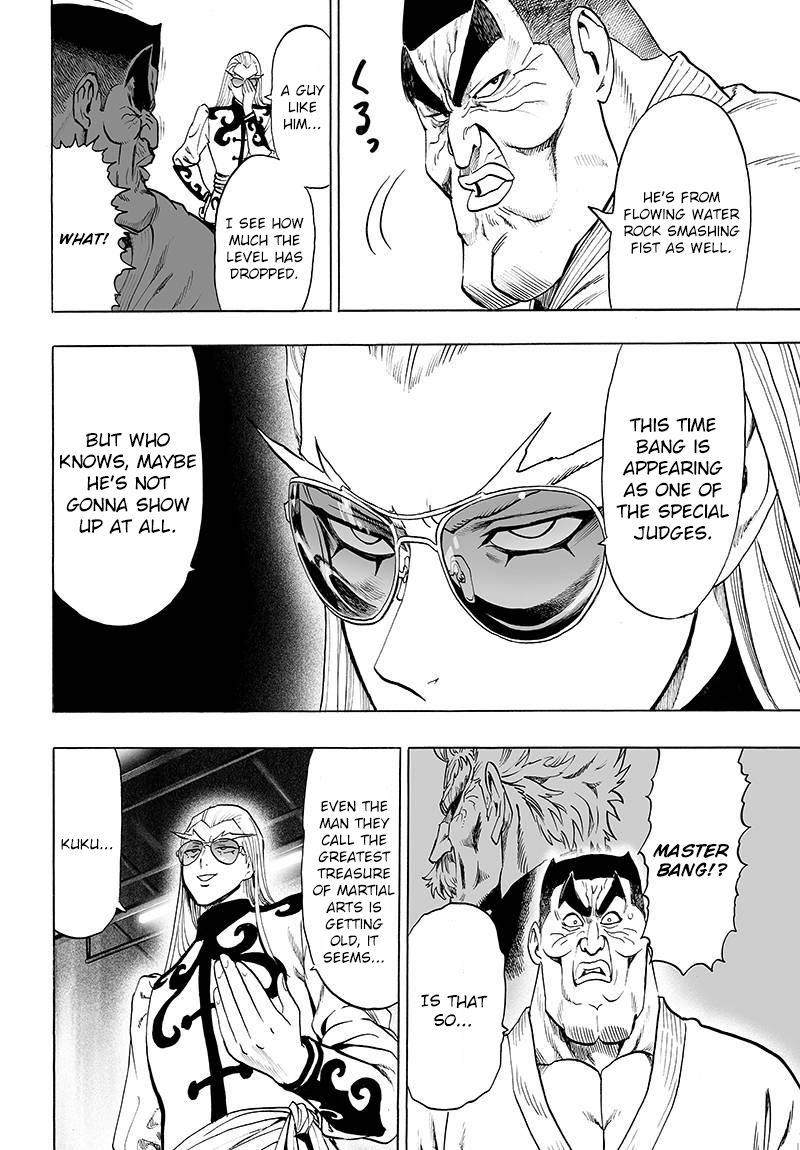 HE'S FROM
FLOWING WATER
ROCK SMASHING
FIST AS WELL.
くるっ
A GUY
LIKE
HIM...
I SEE HOW
MUCH THE
LEVEL HAS
DROPPED.
WHAT!
THIS TIME
BANG IS
APPEARING
AS ONE OF
THE SPECIAL
JUDGES.
BUT WHO
KNOWS, MAYBE
HE'S NOT
GONNA SHOW
UP AT ALL.
MASTER
BANG!?
IS THAT
SO...
EVEN THE
MAN THEY
CALL THE
GREATEST
TREASURE
OF MARTIAL
ARTS IS
GETTING
OLD, IT
SEEMS...
KUKU...